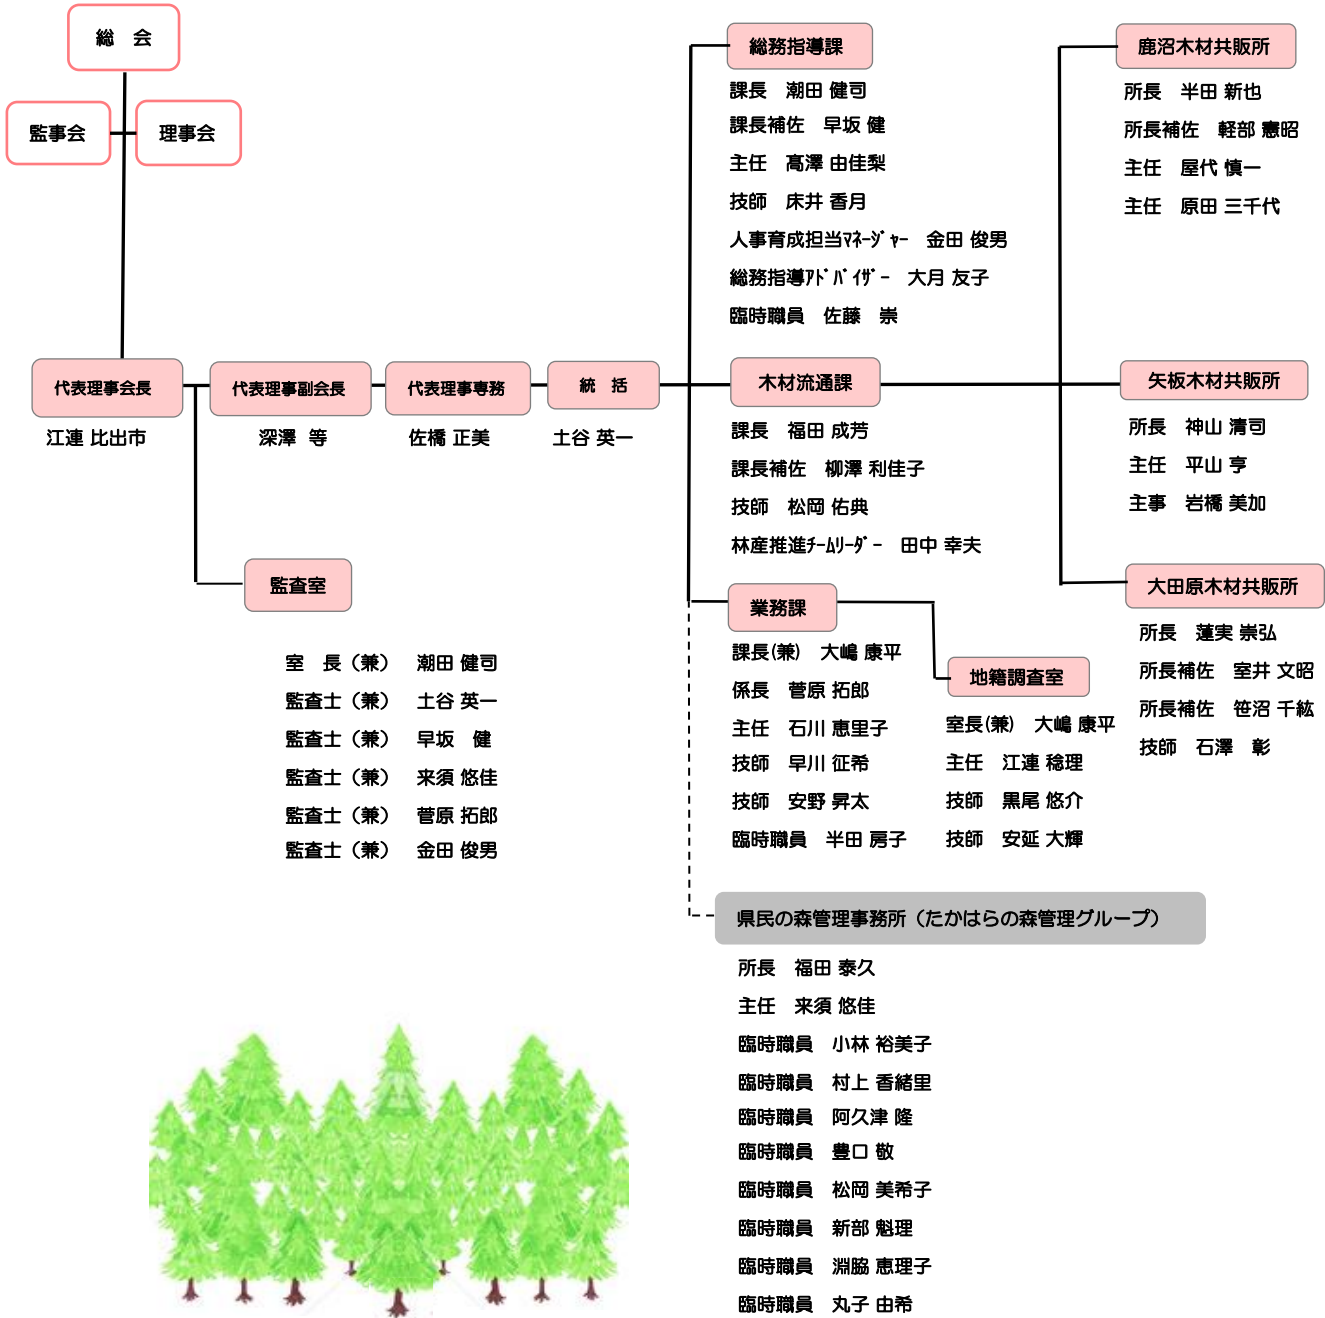 総　会
監事会
理事会
代表理事会長
江連 比出市
代表理事副会長
深澤 等
代表理事専務
佐橋 正美
統　括
土谷 英一
監査室
室　長（兼）　潮田 健司
監査士（兼）　土谷 英一
監査士（兼）　早坂　健
監査士（兼）　来須 悠佳
監査士（兼）　菅原 拓郎
監査士（兼）　金田 俊男
総務指導課
課長　潮田 健司
課長補佐　早坂 健
主任　髙澤 由佳梨
技師　床井 香月
人事育成担当ﾏﾈｰｼﾞｬｰ　金田 俊男
総務指導ｱﾄﾞﾊﾞｲｻﾞｰ　大月 友子
臨時職員　佐藤　崇
木材流通課
課長　福田 成芳
課長補佐　柳澤 利佳子
技師　松岡 佑典
林産推進ﾁｰﾑﾘｰﾀﾞｰ　田中 幸夫
業務課
課長(兼)　大嶋 康平
係長　菅原 拓郎
主任　石川 恵里子
技師　早川 征希
技師　安野 昇太
臨時職員　半田 房子
地籍調査室
室長(兼)　大嶋 康平
主任　江連 稔理
技師　黒尾 悠介
技師　安延 大輝
鹿沼木材共販所
所長　半田 新也
所長補佐　軽部 憲昭
主任　屋代 慎一
主任　原田 三千代
矢板木材共販所
所長　神山 清司
主任　平山 亨
主事　岩橋 美加
大田原木材共販所
所長　蓮実 崇弘
所長補佐　室井 文昭
所長補佐　笹沼 千紘
技師　石澤　彰
県民の森管理事務所（たかはらの森管理グループ）
所長　福田 泰久
主任　来須 悠佳
臨時職員　小林 裕美子
臨時職員　村上 香緒里
臨時職員　阿久津 隆
臨時職員　豊口 敬
臨時職員　松岡 美希子
臨時職員　新部 魁理
臨時職員　淵脇 恵理子
臨時職員　丸子 由希